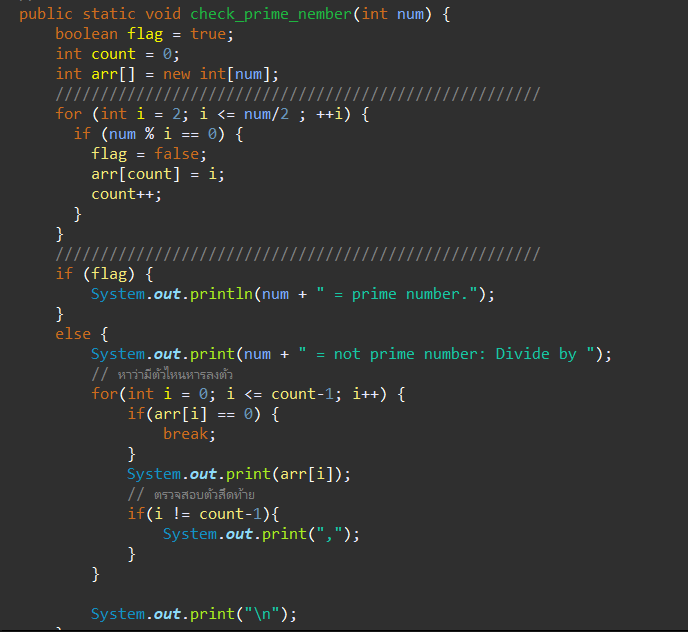 public static void check_prime_nember(int num) {
boolean flag = true;
int count = 0;
int arr[] = new int[num];
//////////////////////////////////////////////////////
for (int i = 2; i <= num/2 ; ++i) {
if (num % i == 0) {
flag = false;
arr[count] = i;
count++;
}
}
//////////////////////////////////////////////////////
if (flag) {
System.out.println(num + " = prime number.");
}
else {
System.out.print(num + " = not prime number: Divide by ");
// หาว่ามีตัวไหนหารลงตัว
for(int i = 0; i <= count-1; i++) {
if(arr[i] == 0) {
break;
}
System.out.print(arr[i]);
// ตรวจสอบตัวสึดท้าย
if(i != count-1){
System.out.print(",");
}
}
System.out.print("\n");